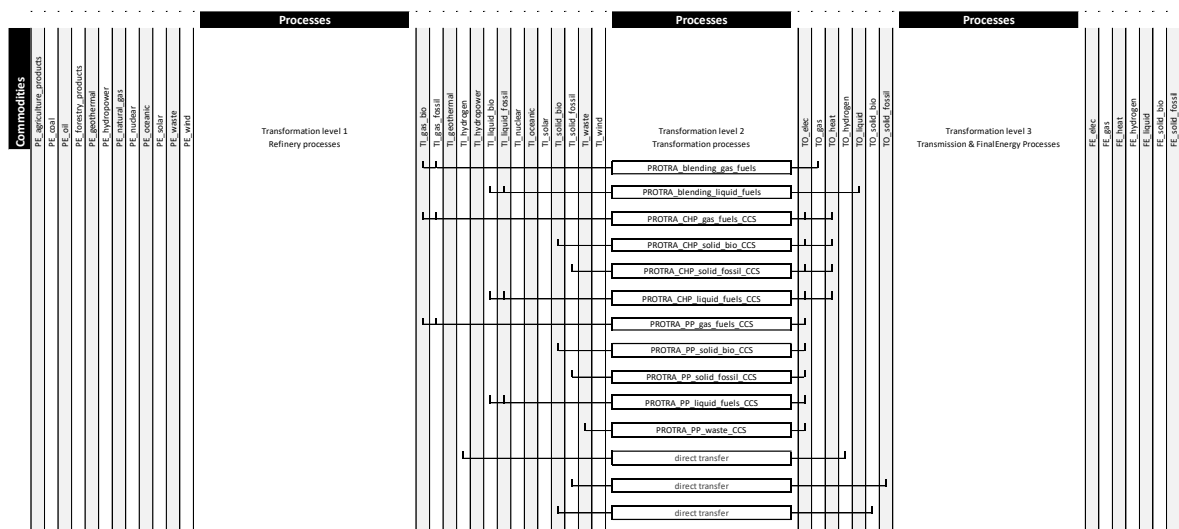 Processes
Processes
Processes
Commodities
PE_agriculture_products
PE_coal
PE_oil
PE_forestry_products
PE_geothermal
PE_hydropower
PE_natural_gas
PE_nuclear
PE_oceanic
PE_solar
PE_waste
PE_wind
Transformation level 1
Refinery processes
TI_gas_bio
TI_gas_fossil
TI_geothermal
TI_hydrogen
TI_hydropower
TI_liquid_bio
TI_liquid_fossil
TI_nuclear
TI_oceanic
TI_solar
TI_solid_bio
TI_solid_fossil
TI_waste
TI_wind
Transformation level 2
Transformation processes
TO_elec
TO_gas
TO_heat
TO_hydrogen
TO_liquid
TO_solid_bio
TO_solid_fossil
Transformation level 3
Transmission & FinalEnergy Processes
FE_elec
FE_gas
FE_heat
FE_hydrogen
FE_liquid
FE_solid_bio
FE_solid_fossil
PROTRA_blending_gas_fuels
PROTRA_blending_liquid_fuels
PROTRA_CHP_gas_fuels_CCS
PROTRA_CHP_solid_bio_CCS
PROTRA_CHP_solid_fossil_CCS
PROTRA_CHP_liquid_fuels_CCS
PROTRA_PP_gas_fuels_CCS
PROTRA_PP_solid_bio_CCS
PROTRA_PP_solid_fossil_CCS
PROTRA_PP_liquid_fuels_CCS
PROTRA_PP_waste_CCS
direct transfer
direct transfer
direct transfer